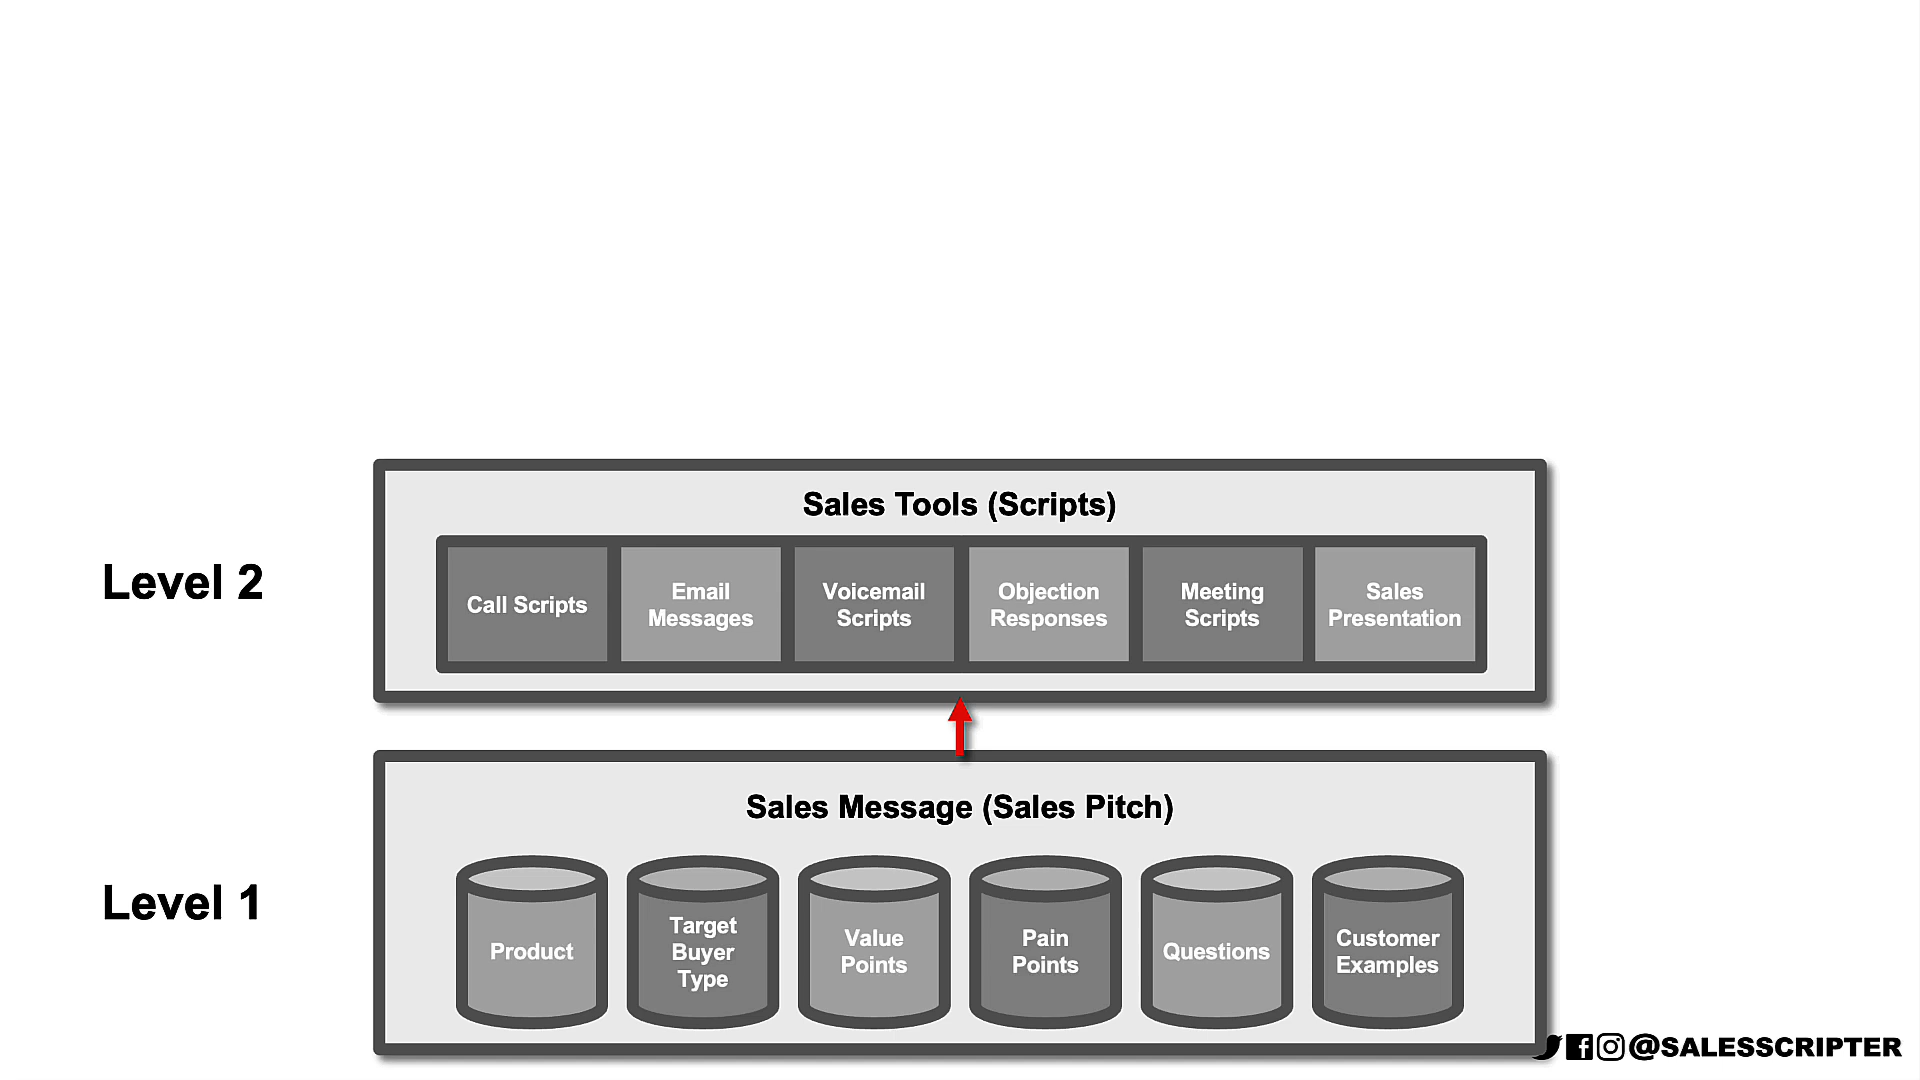 Sales Tools (Scripts)
Level 2
Call Scripts
Email
Messages
Voicemail
Scripts
Objection
Responses
Meeting
Scripts
Sales
Presentation
Sales Message (Sales Pitch)
Level 1
Product
Target
Buyer
Type
Value
Points
Pain
Points
Questions
Customer
Examples
@SALESSCRIPTER